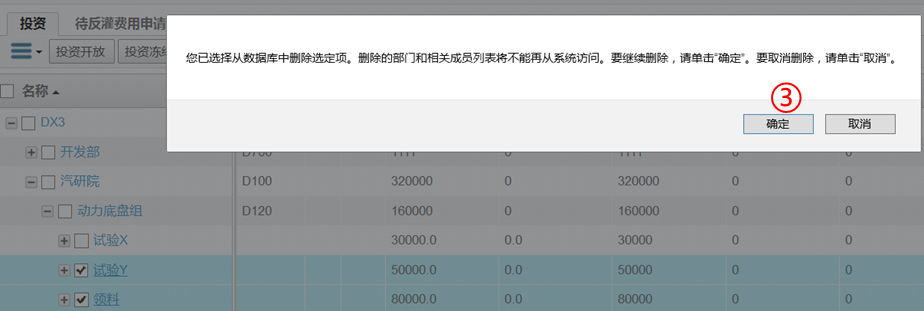 投资 待反灌费用申请
投资开放 投资冻结
您已选择从数据库中删除选定项。删除的部门和相关成员列表将不能再从系统访问。要继续删除，请单击“确定”。要取消删除，请单击“取消”。
③
确定 取消
名称
DX3
开发部 D700 1111 0 1111 0 0
汽研院 D100 320000 0 320000 0 0
动力底盘组 D120 160000 0 160000 0 0
试验X 30000.0 0.0 30000 0 0
试验Y 50000.0 0.0 50000 0 0
领料 80000.0 0.0 80000 0 0